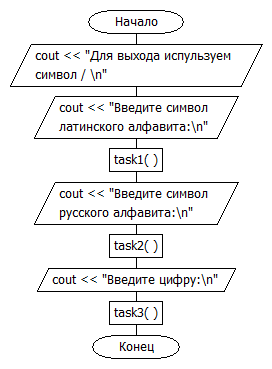 Начало
cout << "Для выхода испульзуем
символ / \n"
cout << "Введите символ
латинского алфавита:\n"
task1( )
cout << "Введите символ
русского алфавита:\n"
task2( )
cout << "Введите цифру:\n"
task3( )
Конец